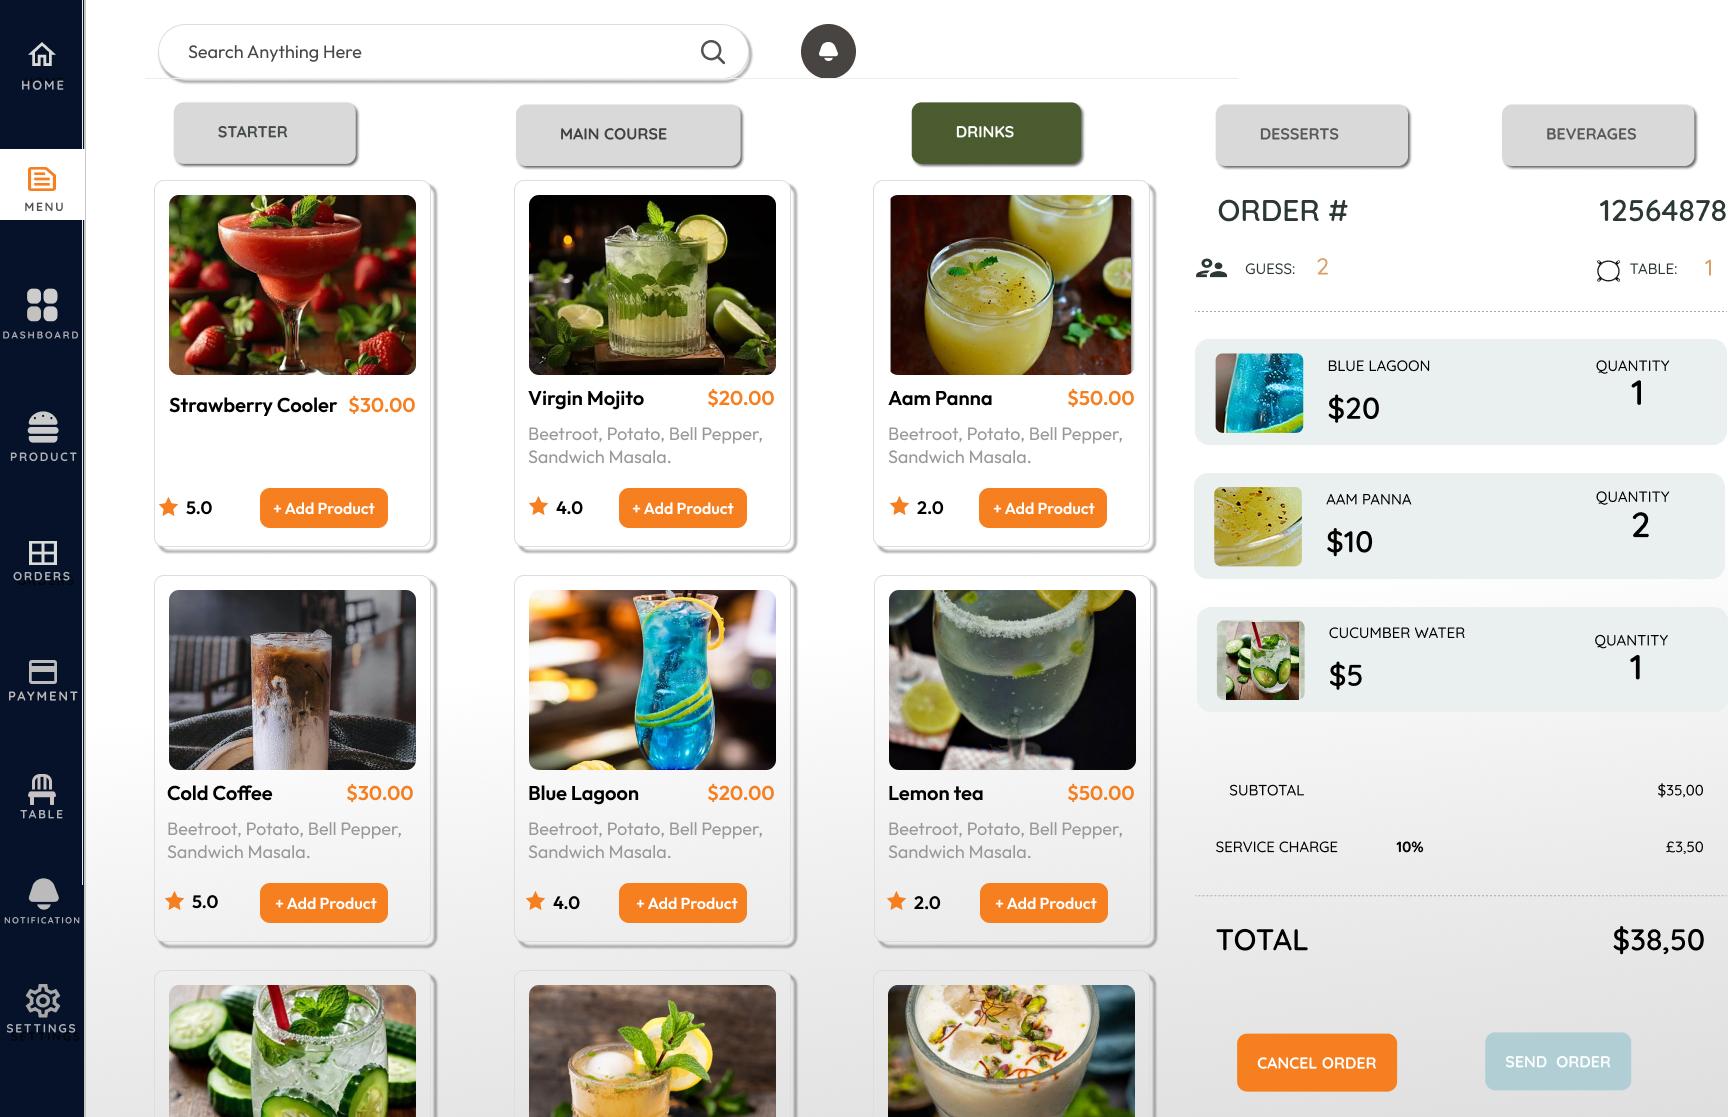 Search Anything Here
HOME
MENU
DASHBOARD
PRODUCT
ORDERS
PAYMENT
TABLE
NOTIFICATION
SETTINGS
SETTINGS
STARTER
MAIN COURSE
DRINKS
DESSERTS
BEVERAGES
Strawberry Cooler $30.00
5.0
+ Add Product
Virgin Mojito $20.00
Beetroot, Potato, Bell Pepper,
Sandwich Masala.
4.0
+ Add Product
Aam Panna $50.00
Beetroot, Potato, Bell Pepper,
Sandwich Masala.
2.0
+ Add Product
Cold Coffee $30.00
Beetroot, Potato, Bell Pepper,
Sandwich Masala.
5.0
+ Add Product
Blue Lagoon $20.00
Beetroot, Potato, Bell Pepper,
Sandwich Masala.
4.0
+ Add Product
Lemon tea $50.00
Beetroot, Potato, Bell Pepper,
Sandwich Masala.
2.0
+ Add Product
ORDER # 12564878
GUESS: 2
TABLE: 1
BLUE LAGOON
$20
QUANTITY
1
AAM PANNA
$10
QUANTITY
2
CUCUMBER WATER
$5
QUANTITY
1
SUBTOTAL $35,00
SERVICE CHARGE 10% £3,50
TOTAL $38,50
CANCEL ORDER
SEND ORDER